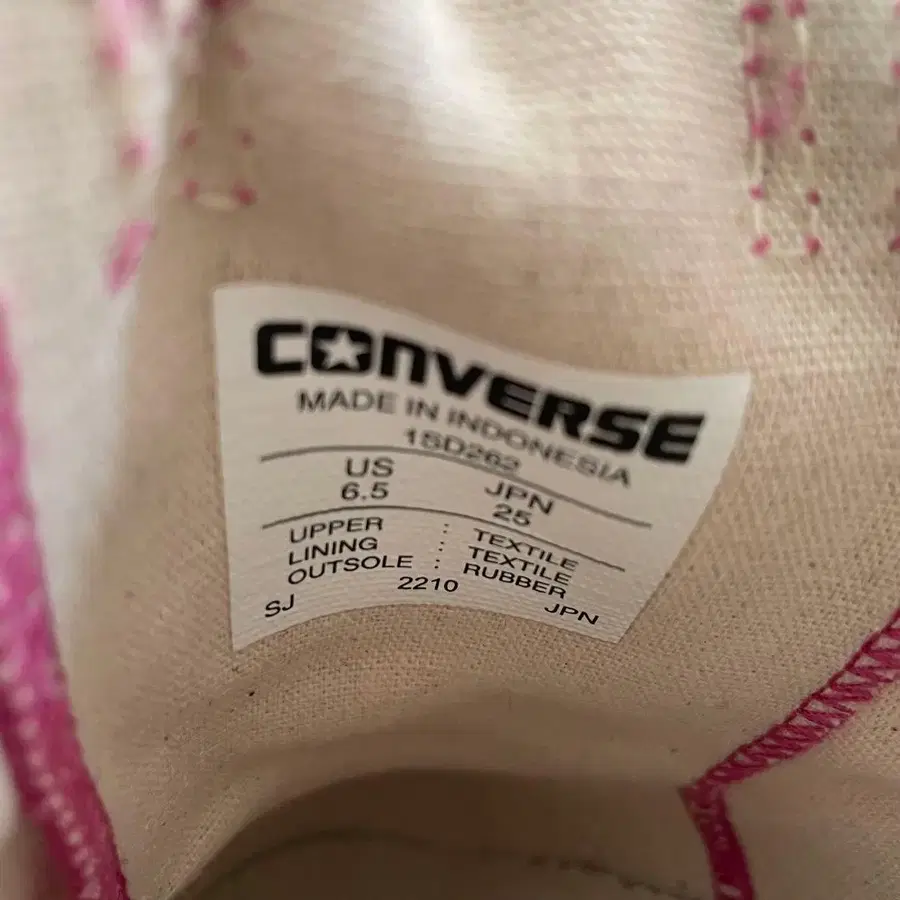 CONVERSE
MADE IN INDONESIA
1SD262
US JPN
6.5 25
UPPER : TEXTILE
LINING : TEXTILE
OUTSOLE : RUBBER
SJ 2210 JPN